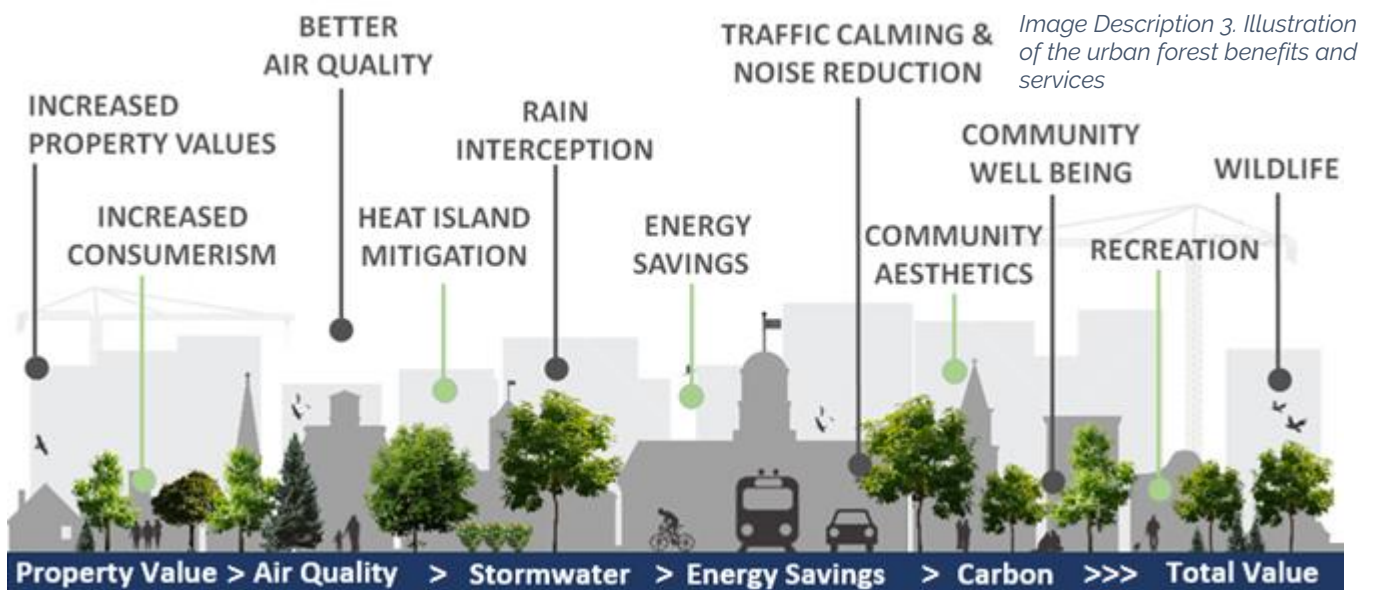 BETTER
AIR QUALITY
TRAFFIC CALMING &
NOISE REDUCTION
Image Description 3. Illustration
of the urban forest benefits and
services
INCREASED
PROPERTY VALUES
RAIN
INTERCEPTION
COMMUNITY
WELL BEING
WILDLIFE
INCREASED
CONSUMERISM
HEAT ISLAND
MITIGATION
ENERGY
SAVINGS
COMMUNITY
AESTHETICS
RECREATION
Property Value > Air Quality > Stormwater > Energy Savings > Carbon >>> Total Value